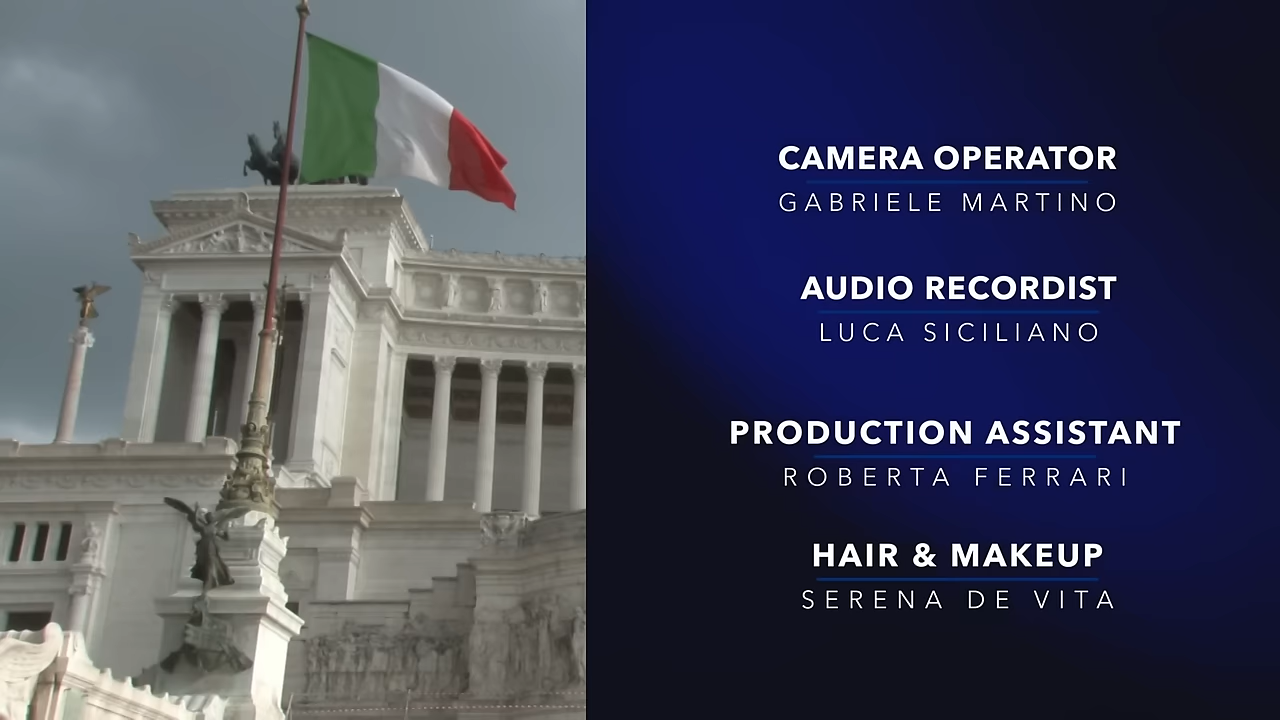 CAMERA OPERATOR
GABRIELE MARTINO
AUDIO RECORDIST
LUCA SICILIANO
PRODUCTION ASSISTANT
ROBERTA FERRARI
HAIR & MAKEUP
SERENA DE VITA